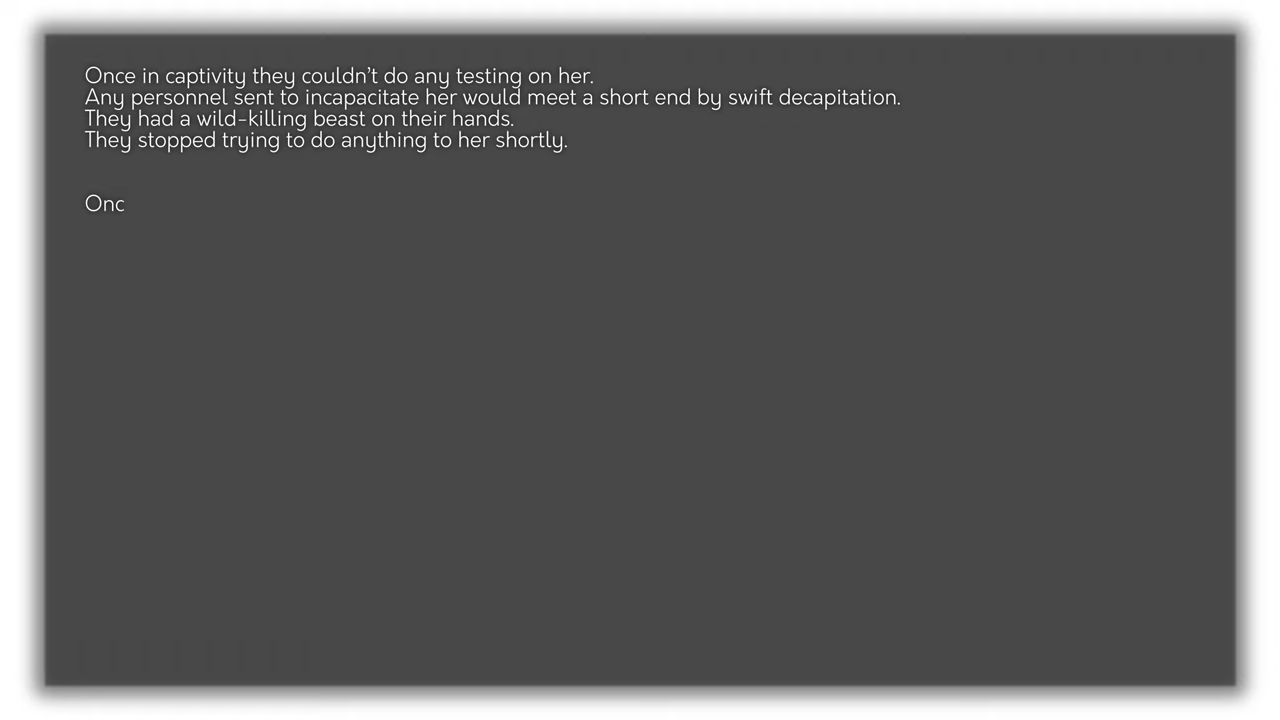 Once in captivity they couldn’t do any testing on her.
Any personnel sent to incapacitate her would meet a short end by swift decapitation.
They had a wild-killing beast on their hands.
They stopped trying to do anything to her shortly.
Onc